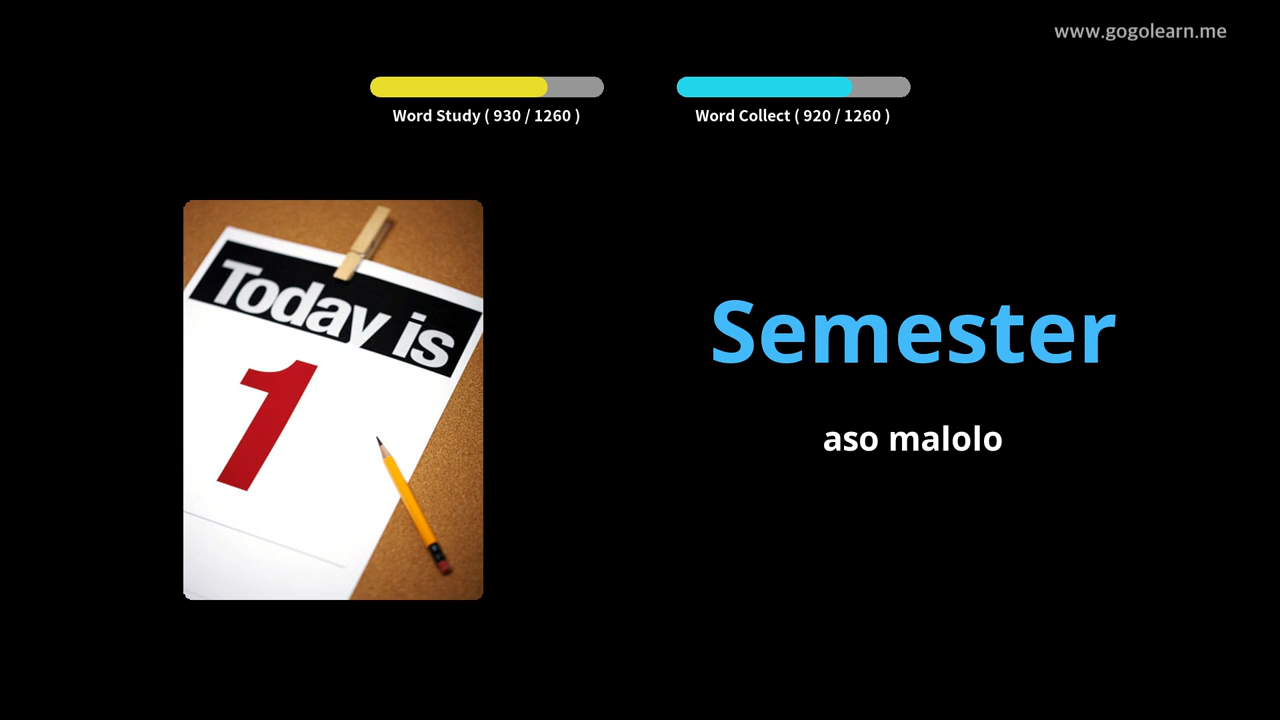 www.gogolearn.me
Word Study ( 930 / 1260 )
Word Collect ( 920 / 1260 )
Today is
1
Semester
aso malolo